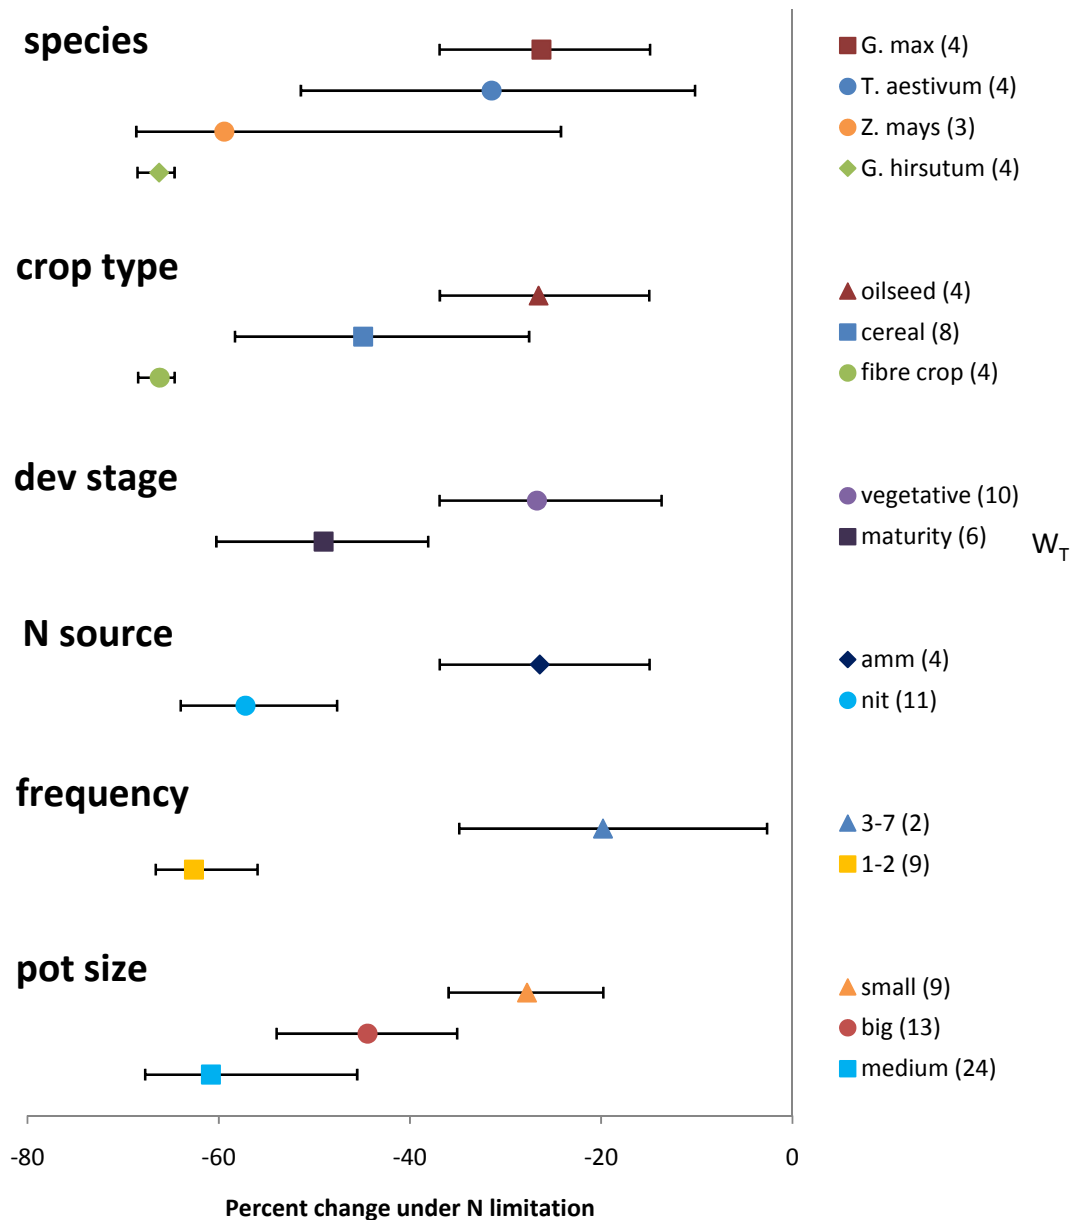 species
G. max (4)
T. aestivum (4)
Z. mays (3)
G. hirsutum (4)
crop type
oilseed (4)
cereal (8)
fibre crop (4)
dev stage
vegetative (10)
maturity (6)
W_T
N source
amm (4)
nit (11)
frequency
3-7 (2)
1-2 (9)
pot size
small (9)
big (13)
medium (24)
-80 -60 -40 -20 0
Percent change under N limitation